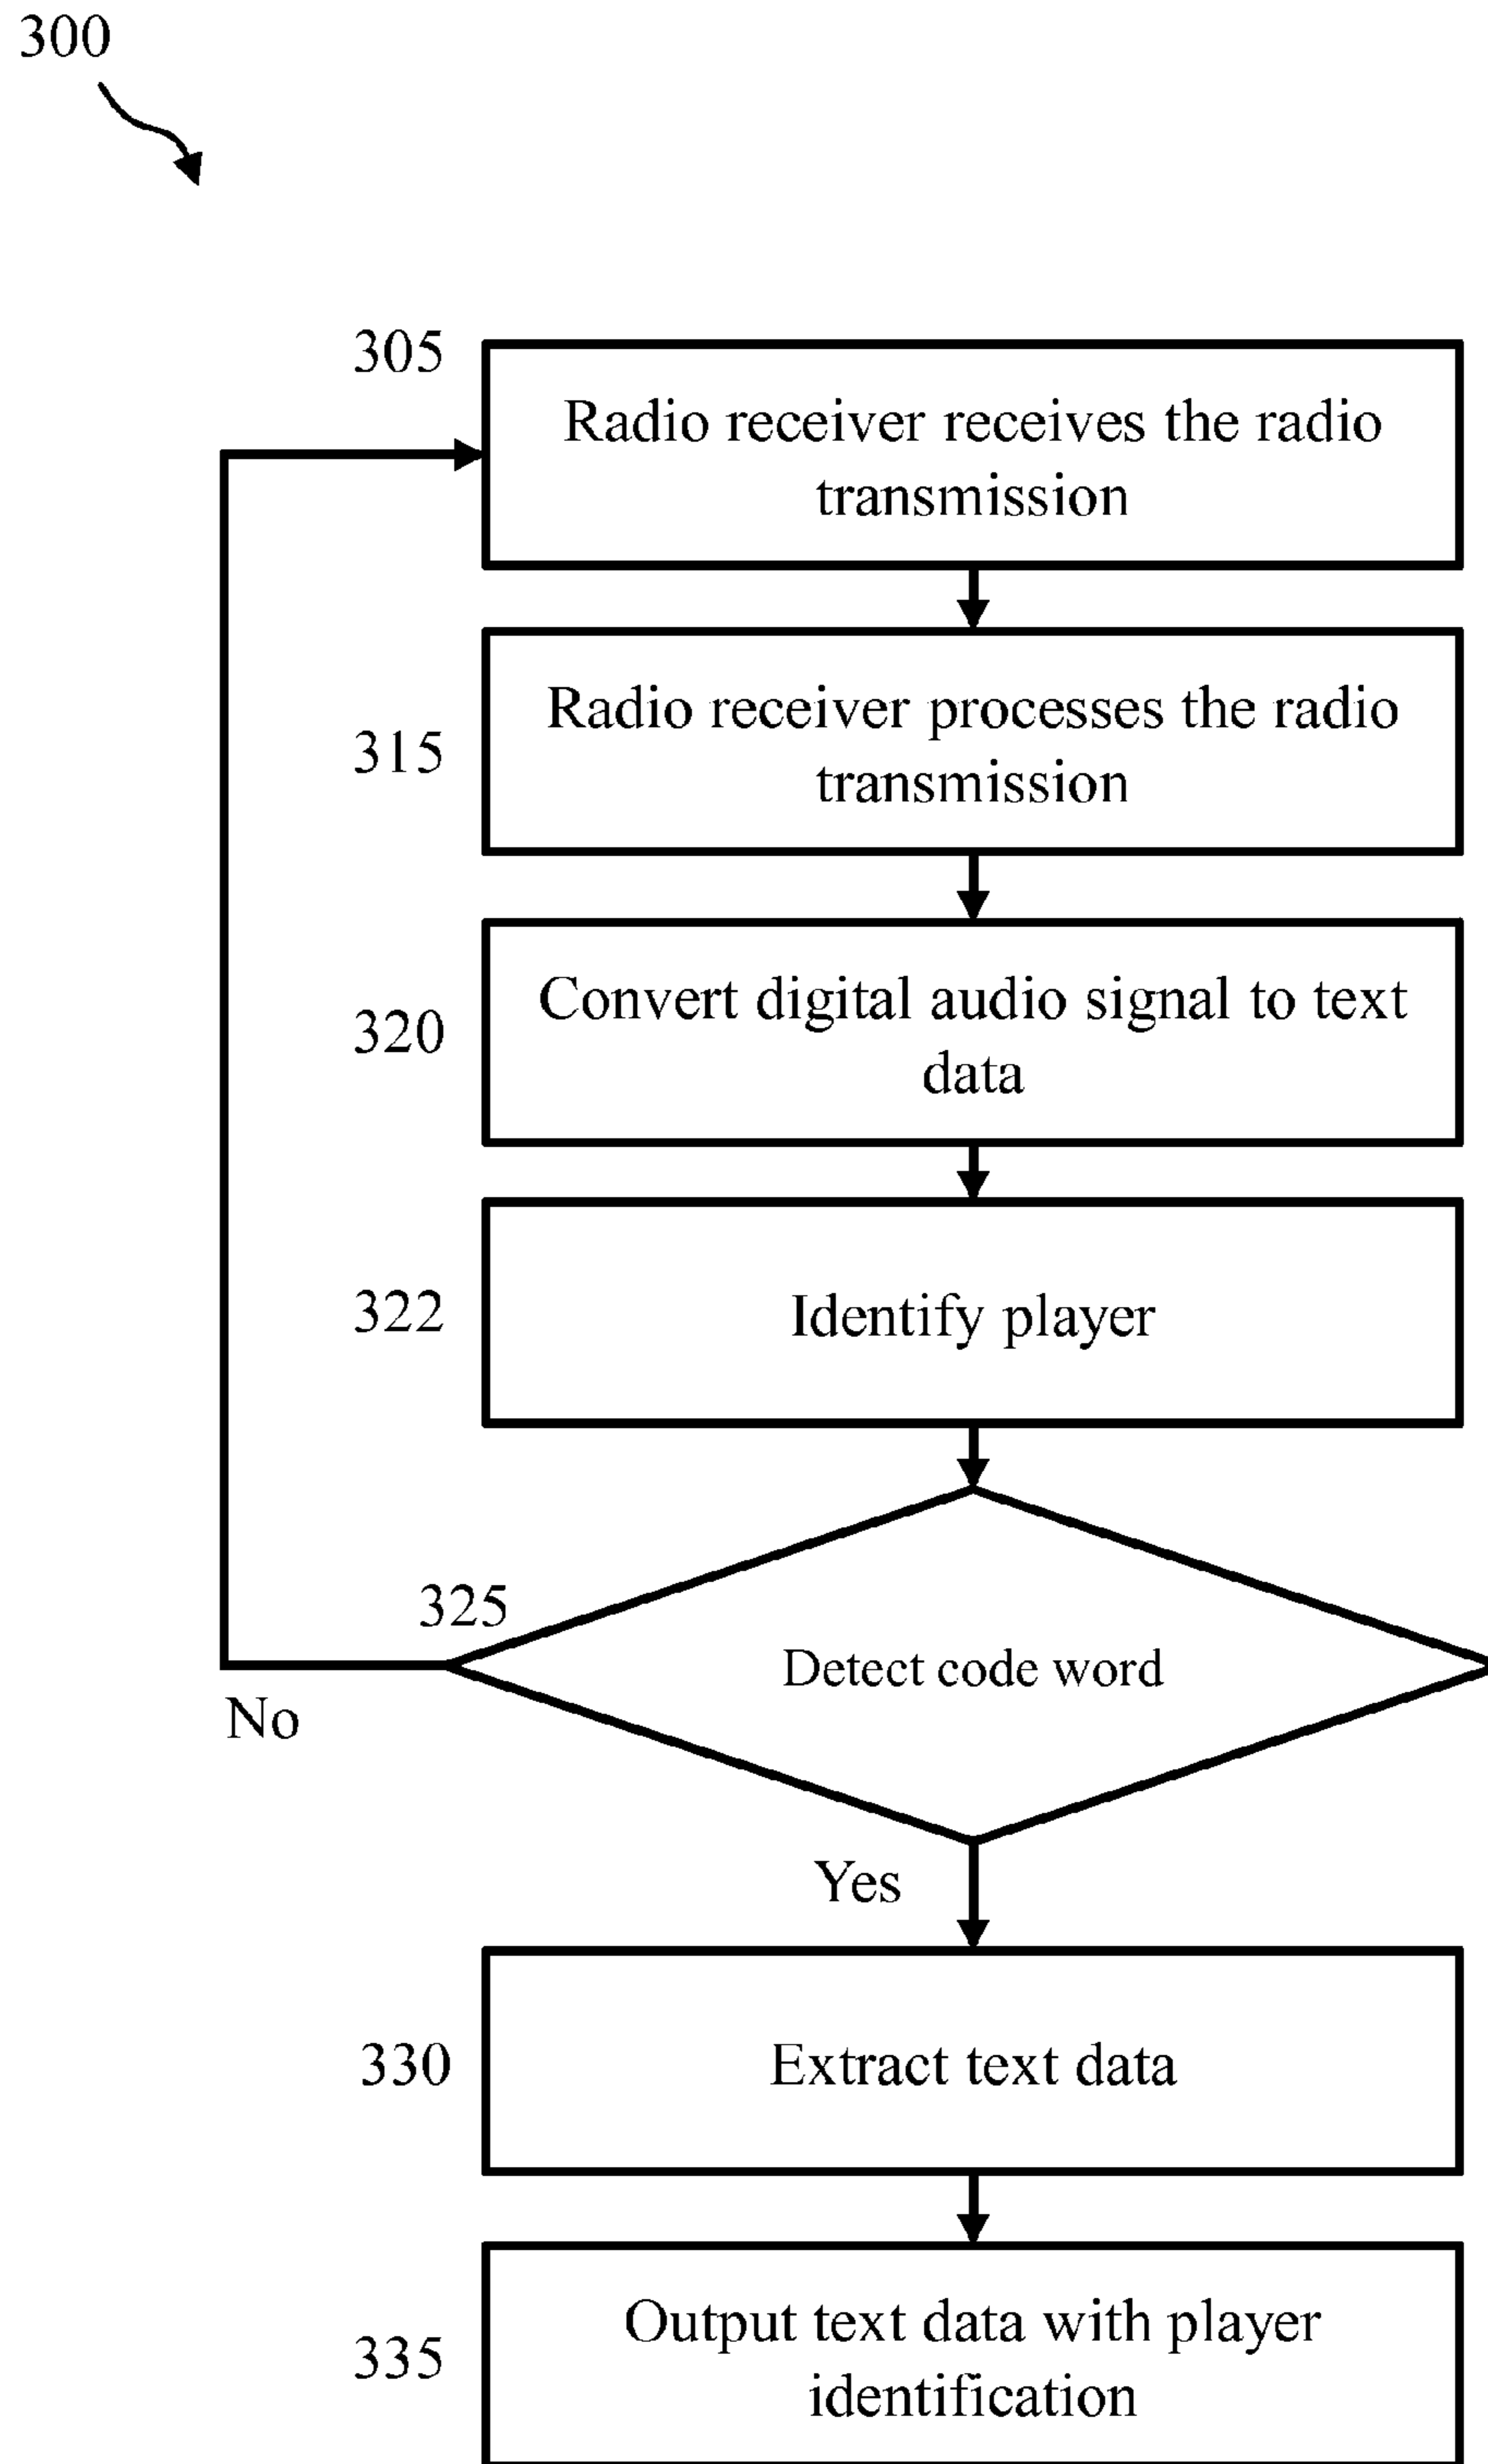 300
305
Radio receiver receives the radio
transmission
315
Radio receiver processes the radio
transmission
320
Convert digital audio signal to text
data
322
Identify player
325
Detect code word
No
Yes
330
Extract text data
335
Output text data with player
identification